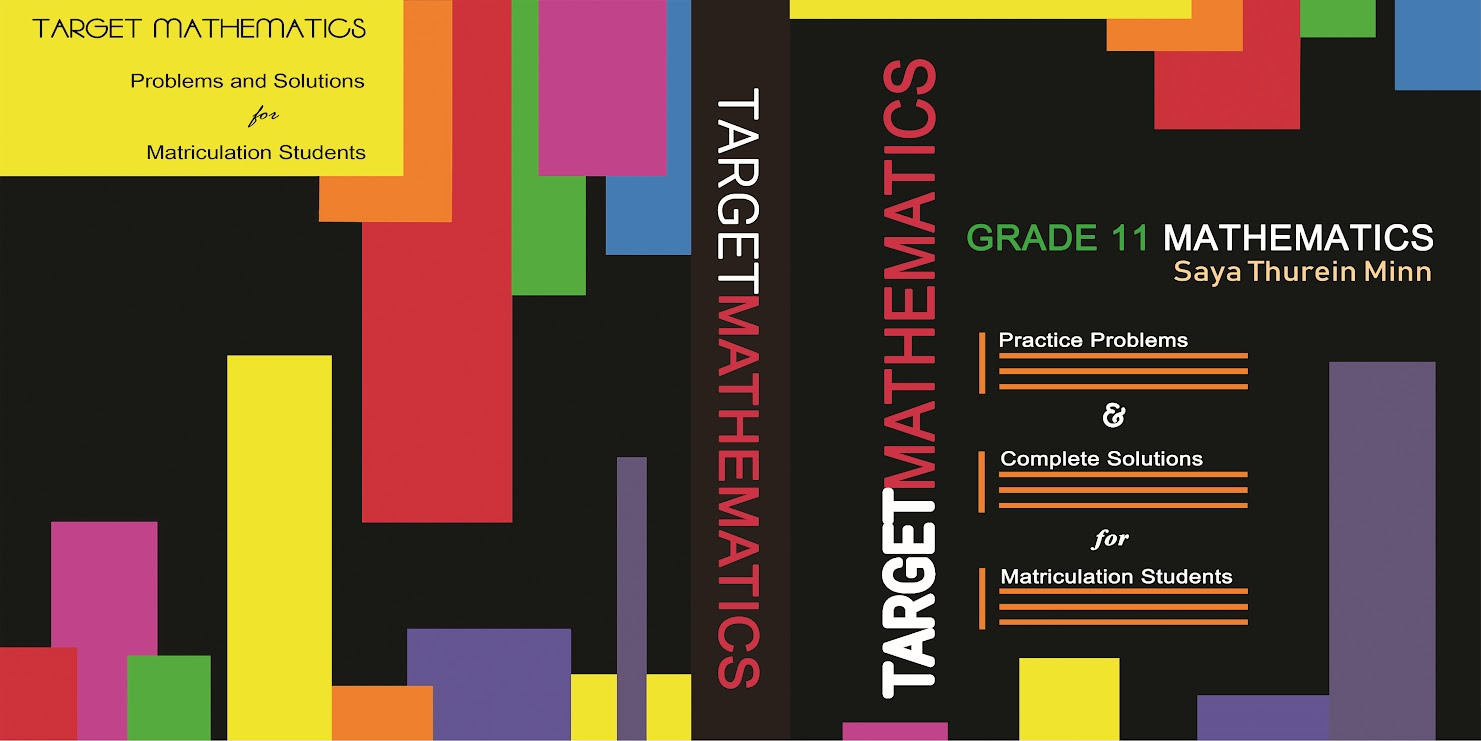 TARGET MATHEMATICS
Problems and Solutions
for
Matriculation Students
TARGETMATHEMATICS
TARGETMATHEMATICS
GRADE 11 MATHEMATICS
Saya Thurein Minn
Practice Problems
&
Complete Solutions
for
Matriculation Students